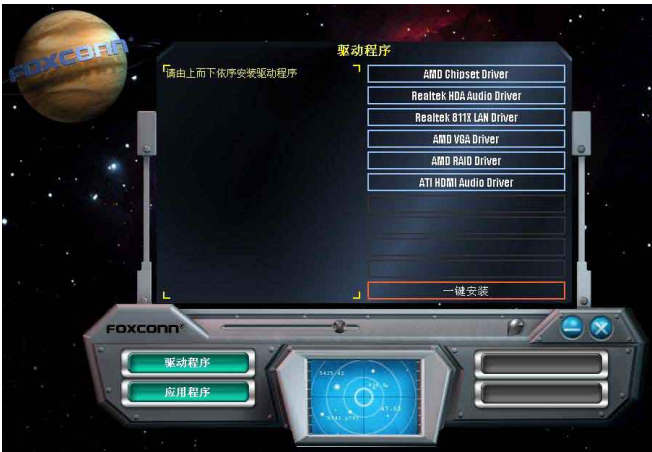 FOXCONN
驱动程序
请由上而下依序安装驱动程序
AMD Chipset Driver
Realtek HDA Audio Driver
Realtek 811X LAN Driver
AMD VGA Driver
AMD RAID Driver
ATI HDMI Audio Driver
一键安装
FOXCONN®
驱动程序
应用程序